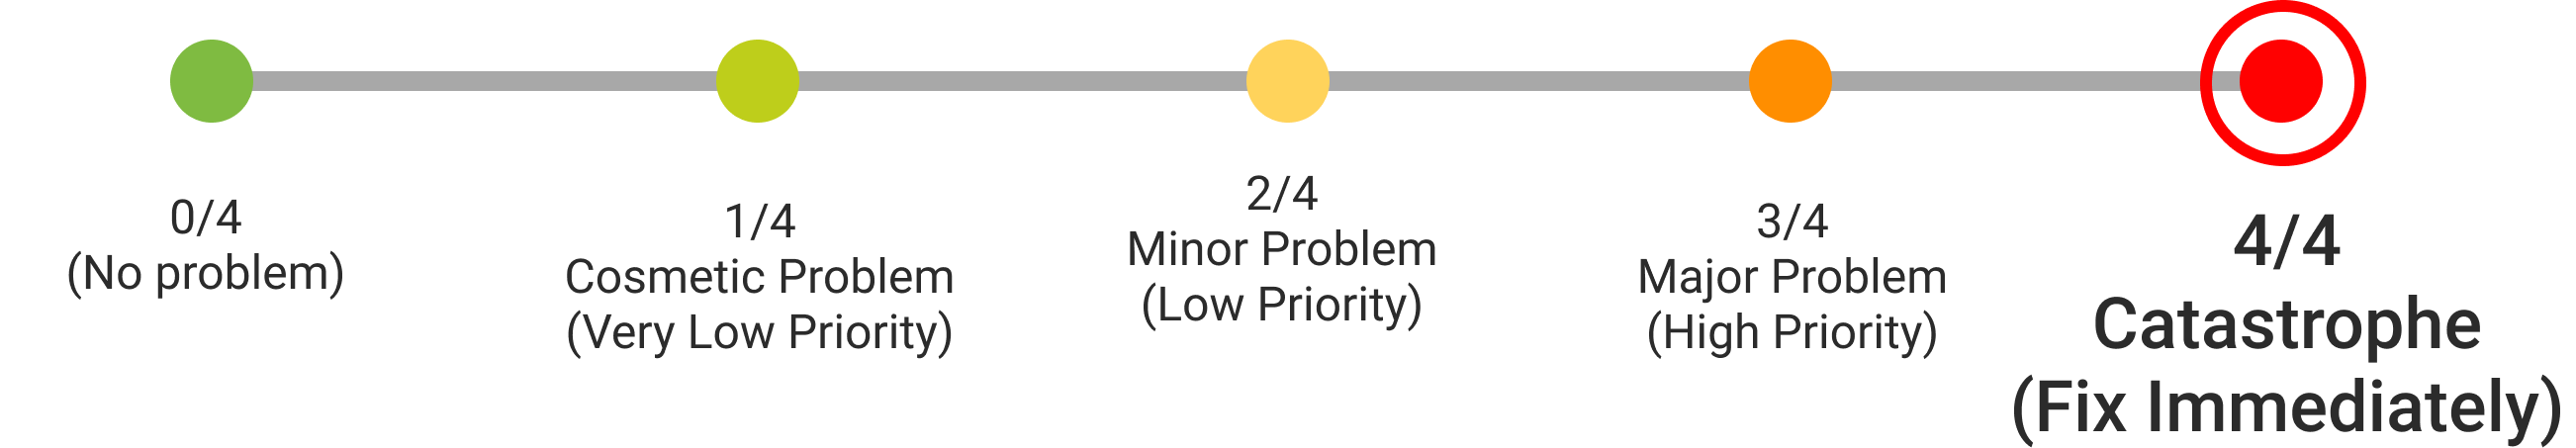 0/4
(No problem)
1/4
Cosmetic Problem
(Very Low Priority)
2/4
Minor Problem
(Low Priority)
3/4
Major Problem
(High Priority)
4/4
Catastrophe
(Fix Immediately)